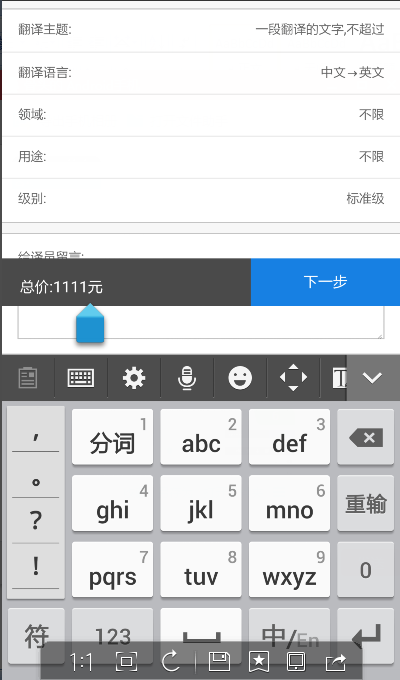 翻译主题: 一段翻译的文字,不超过
翻译语言: 中文→英文
领域: 不限
用途: 不限
级别: 标准级
给译员留言:
总价:1111元 下一步
, 分词 1 abc 2 def 3
。 ghi 4 jkl 5 mno 6 重输
? pqrs 7 tuv 8 wxyz 9 0
!
符 123 中/En
1:1